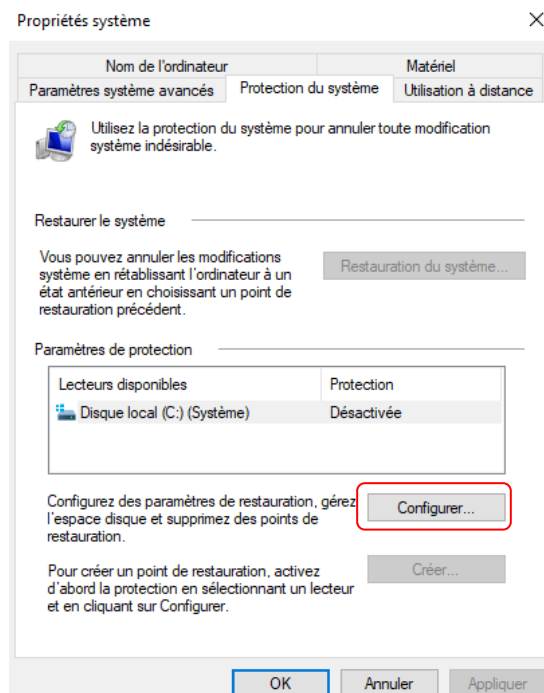 Propriétés système
Nom de l'ordinateur
Matériel
Paramètres système avancés
Protection du système
Utilisation à distance
Utilisez la protection du système pour annuler toute modification
système indésirable.
Restaurer le système
Vous pouvez annuler les modifications
système en rétablissant l'ordinateur à un
état antérieur en choisissant un point de
restauration précédent.
Restauration du système...
Paramètres de protection
Lecteurs disponibles
Protection
Disque local (C:) (Système)
Désactivée
Configurez des paramètres de restauration, gérez
l'espace disque et supprimez des points de
restauration.
Configurer...
Pour créer un point de restauration, activez
d'abord la protection en sélectionnant un lecteur
et en cliquant sur Configurer.
Créer...
OK
Annuler
Appliquer